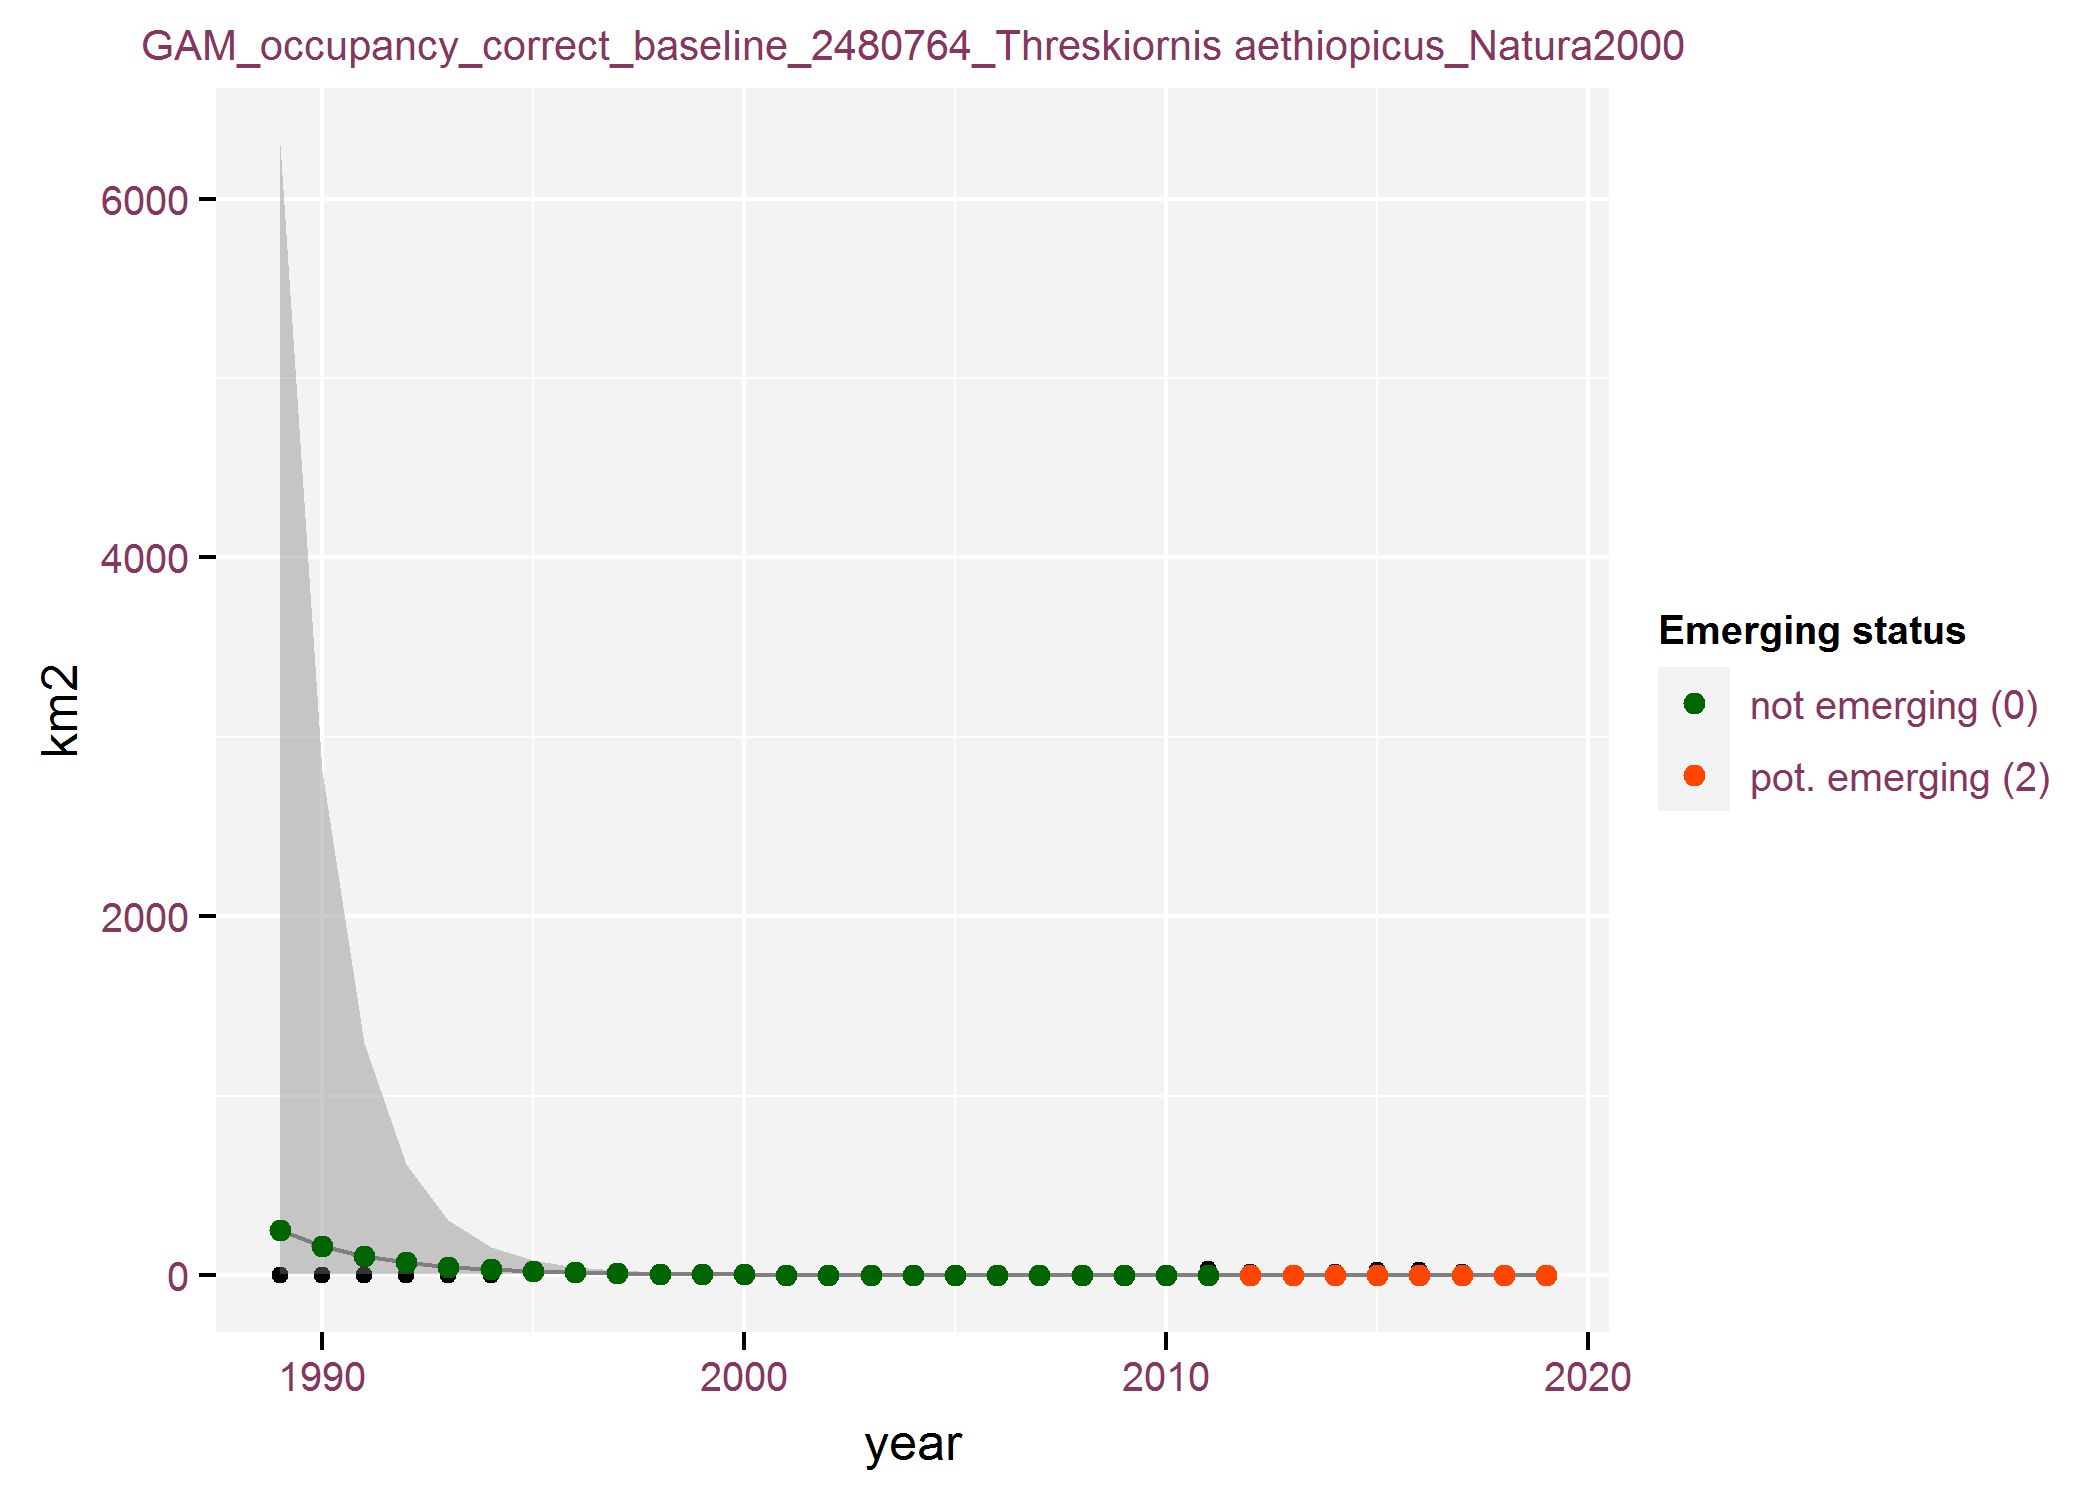 GAM_occupancy_correct_baseline_2480764_Threskiornis aethiopicus_Natura2000
6000
4000
2000
0
km2
1990
2000
2010
2020
year
Emerging status
not emerging (0)
pot. emerging (2)